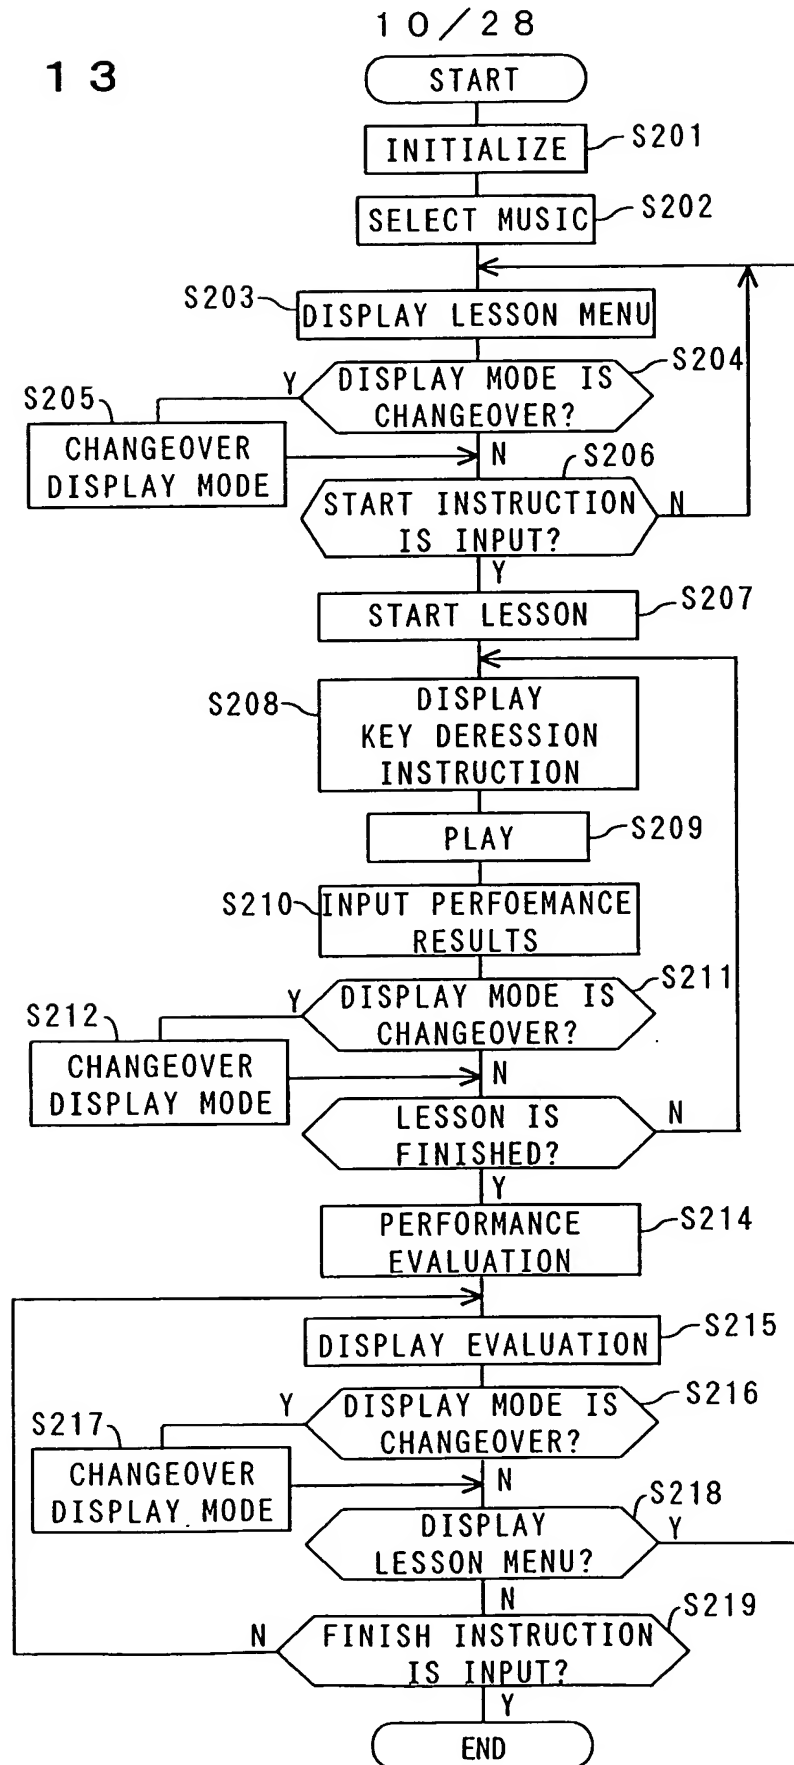 10/28
13
START
INITIALIZE
S201
SELECT MUSIC
S202
S203
DISPLAY LESSON MENU
S204
DISPLAY MODE IS
CHANGEOVER?
Y
N
S205
CHANGEOVER
DISPLAY MODE
S206
START INSTRUCTION
IS INPUT?
N
Y
START LESSON
S207
S208
DISPLAY
KEY DERESSION
INSTRUCTION
PLAY
S209
S210
INPUT PERFOEMANCE
RESULTS
S211
DISPLAY MODE IS
CHANGEOVER?
Y
N
S212
CHANGEOVER
DISPLAY MODE
LESSON IS
FINISHED?
N
Y
PERFORMANCE
EVALUATION
S214
DISPLAY EVALUATION
S215
DISPLAY MODE IS
CHANGEOVER?
S216
Y
N
S217
CHANGEOVER
DISPLAY MODE
S218
DISPLAY
LESSON MENU?
Y
N
S219
FINISH INSTRUCTION
IS INPUT?
N
Y
END